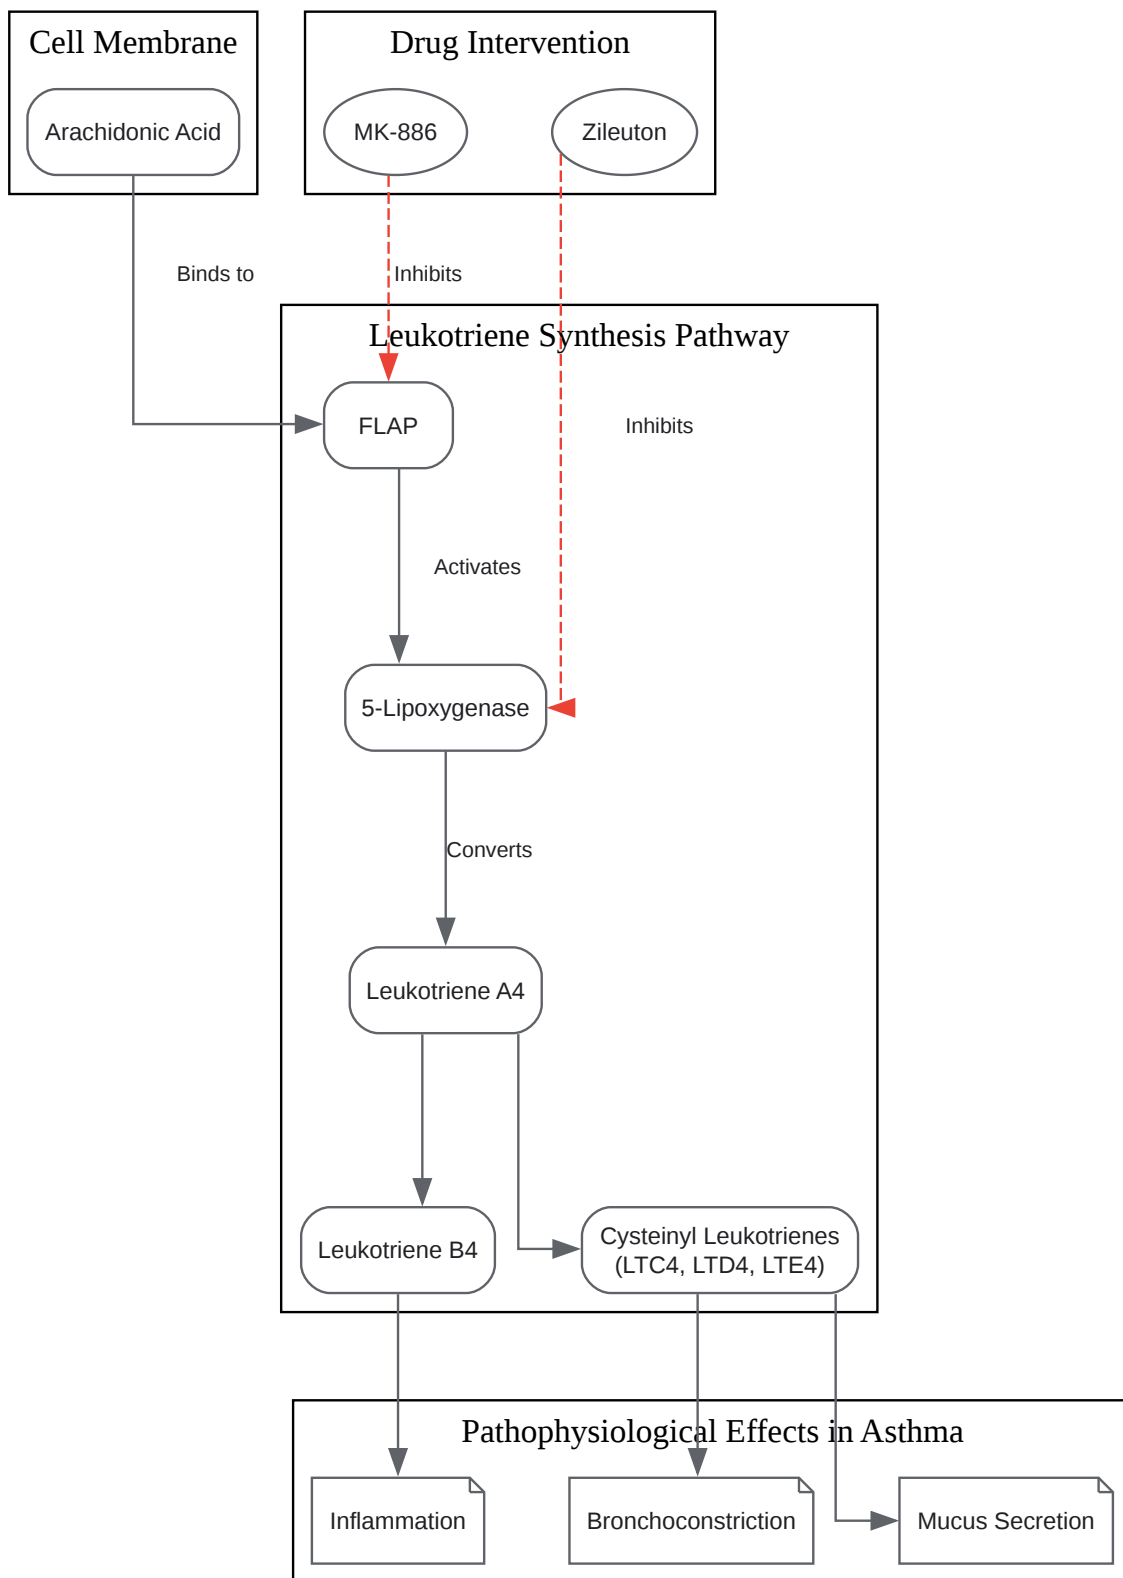 Cell Membrane
Drug Intervention
Arachidonic Acid
MK-886
Zileuton
Binds to
Inhibits
Leukotriene Synthesis Pathway
FLAP
Inhibits
Activates
5-Lipoxygenase
Converts
Leukotriene A4
Leukotriene B4
Cysteinyl Leukotrienes
(LTC4, LTD4, LTE4)
Pathophysiological Effects in Asthma
Inflammation
Bronchoconstriction
Mucus Secretion